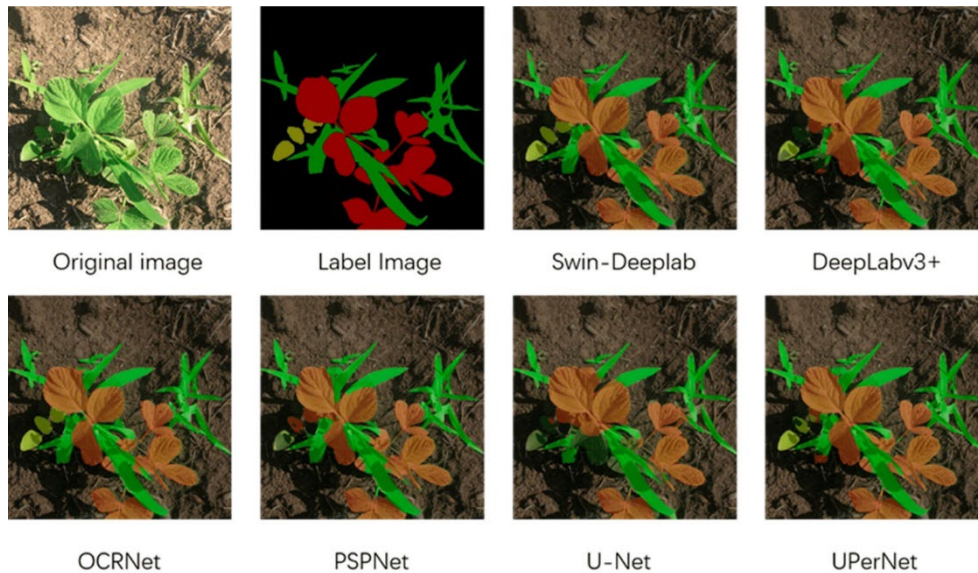 Original image
Label Image
Swin-Deeplab
DeepLabv3+
OCRNet
PSPNet
U-Net
UPerNet